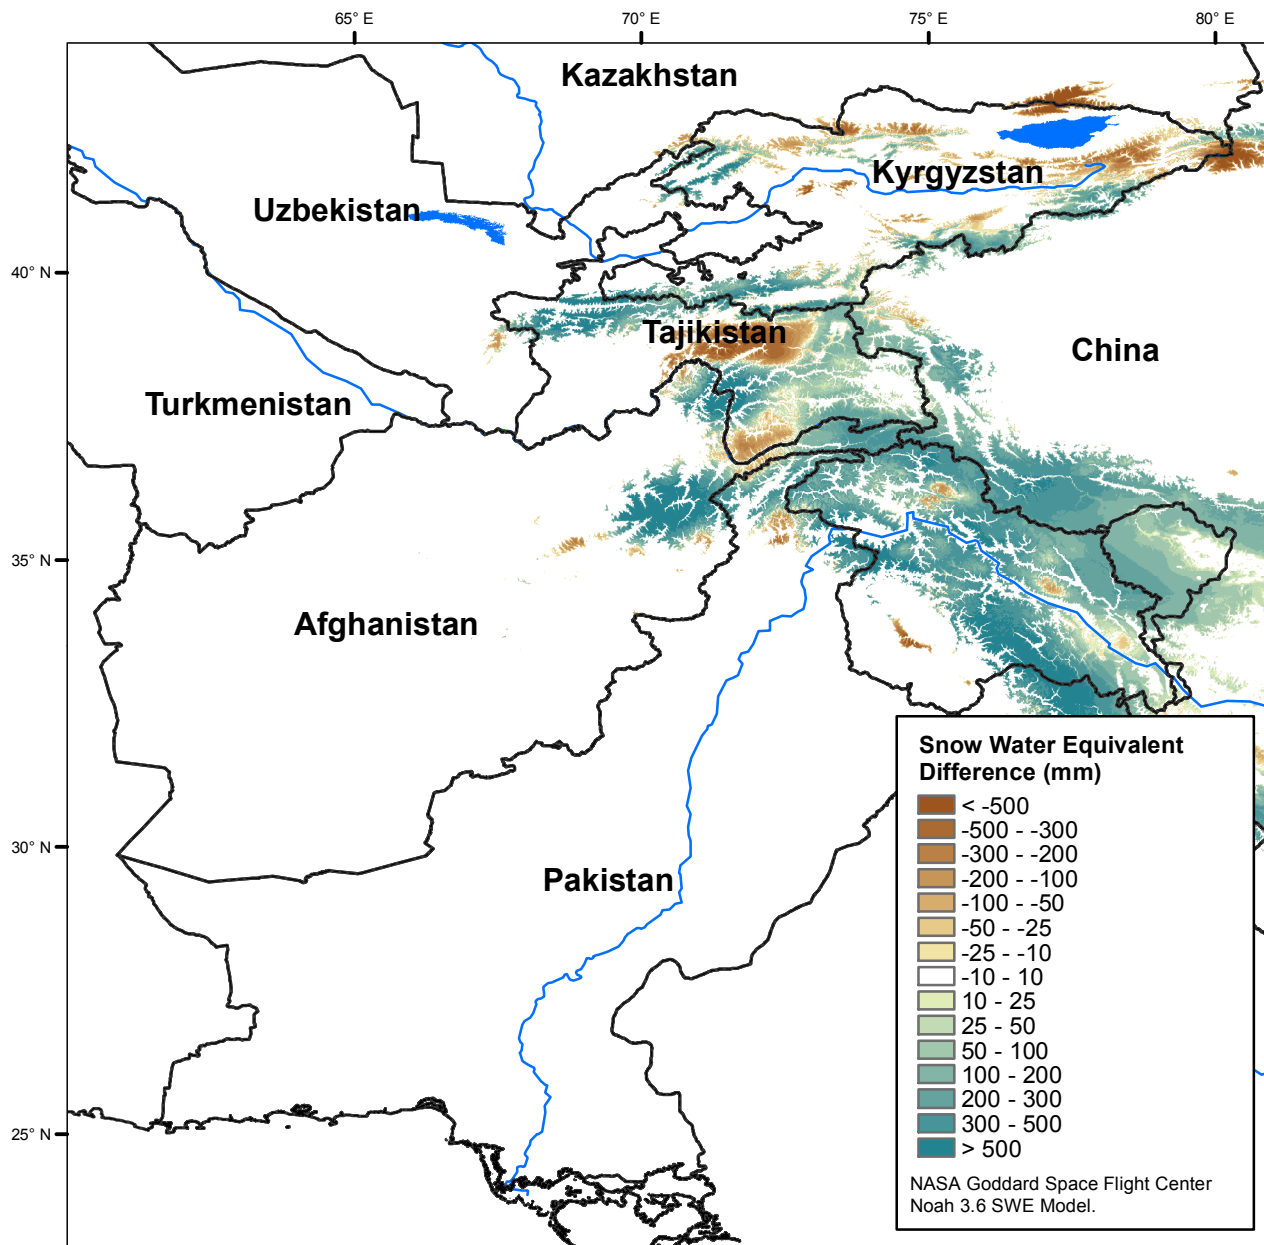 65° E
70° E
75° E
80° E
Kazakhstan
Kyrgyzstan
Uzbekistan
40° N
Tajikistan
China
Turkmenistan
35° N
Afghanistan
30° N
Pakistan
25° N
Snow Water Equivalent
Difference (mm)
< -500
-500 - -300
-300 - -200
-200 - -100
-100 - -50
-50 - -25
-25 - -10
-10 - 10
10 - 25
25 - 50
50 - 100
100 - 200
200 - 300
300 - 500
> 500
NASA Goddard Space Flight Center
Noah 3.6 SWE Model.